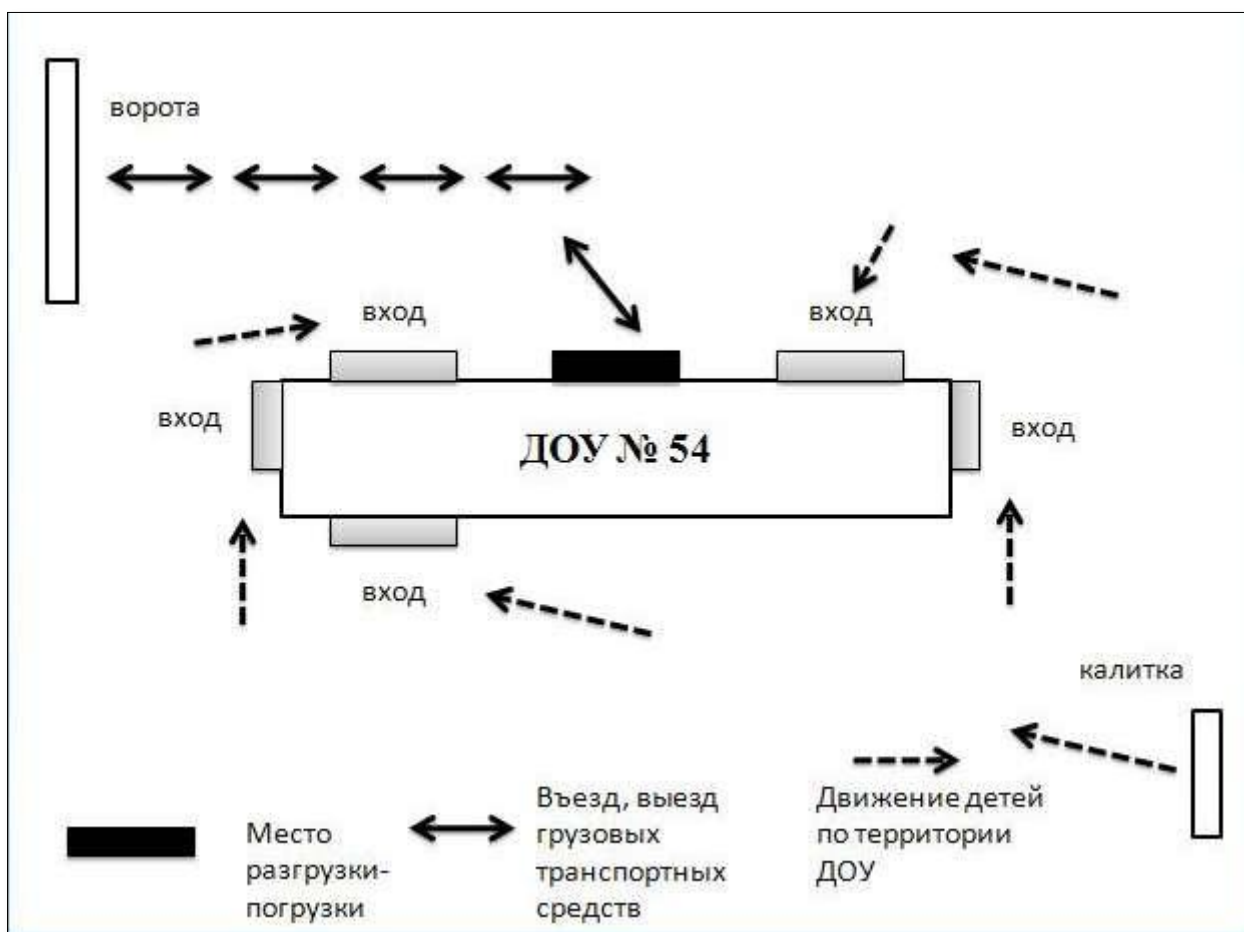 ворота
вход
вход
вход
вход
ДОУ № 54
вход
калитка
Место
разгрузки-
погрузки
Въезд, выезд
грузовых
транспортных
средств
Движение детей
по территории
ДОУ